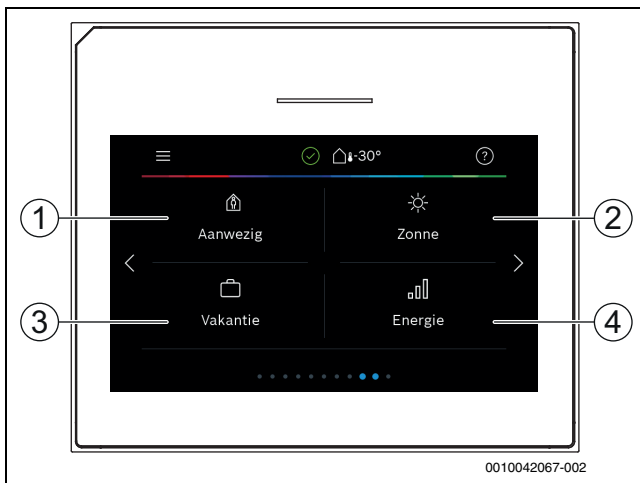 -30°
?
1
Aanwezig
2
Zonne
3
Vakantie
4
Energie
0010042067-002